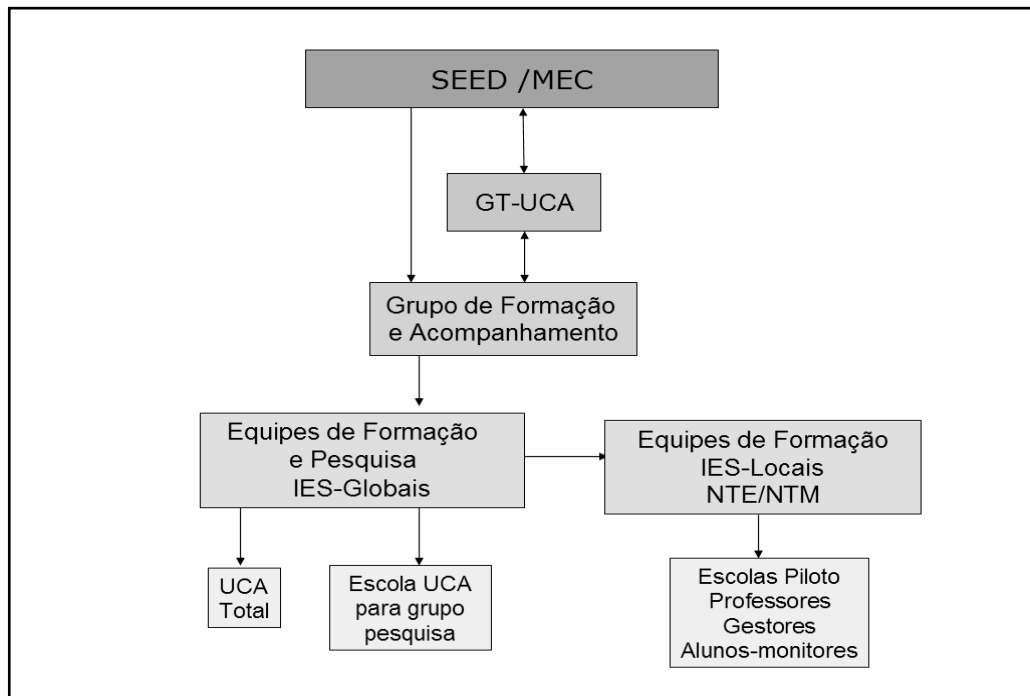 SEED /MEC
GT-UCA
Grupo de Formação
e Acompanhamento
Equipes de Formação
e Pesquisa
IES-Globais
Equipes de Formação
IES-Locais
NTE/NTM
UCA
Total
Escola UCA
para grupo
pesquisa
Escolas Piloto
Professores
Gestores
Alunos-monitores